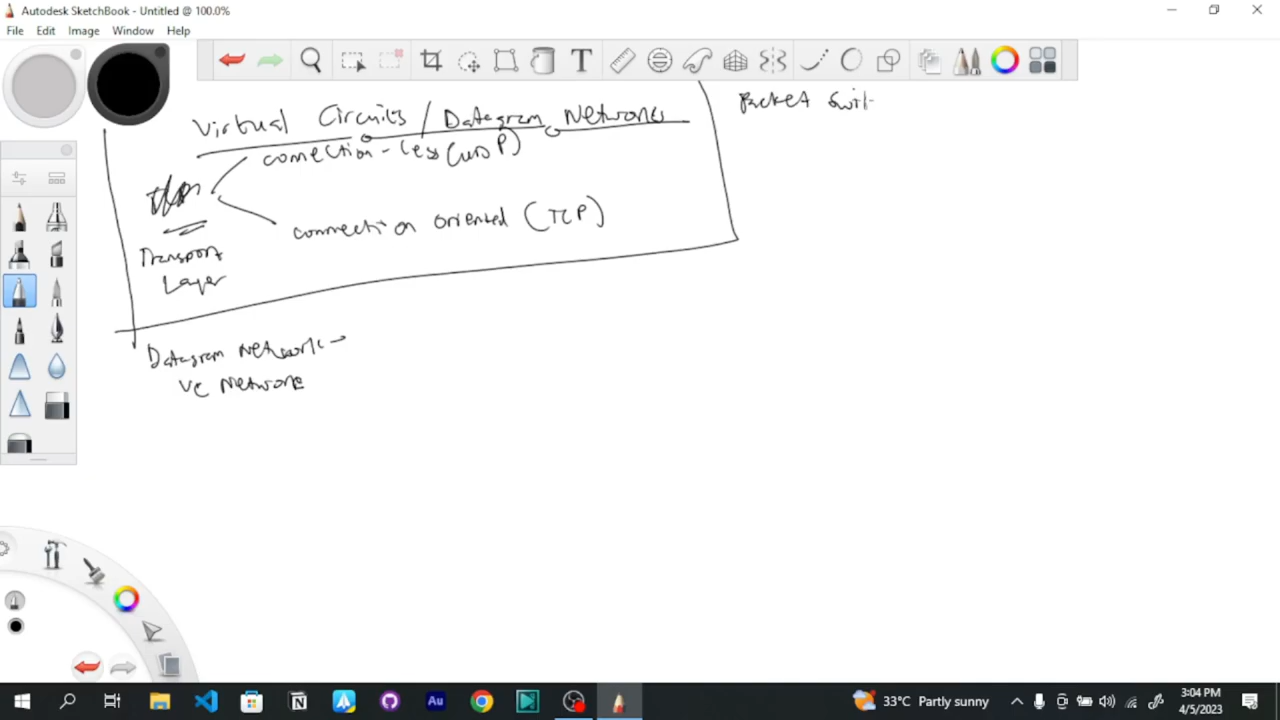 Autodesk SketchBook - Untitled @ 100.0%
File Edit Image Window Help
Virtual Circuits / Datagram Networks
connection-less (UDP)
connection oriented (TCP)
Transport
Layer
Packet Swit
Datagram Network -
VC Network
33°C Partly sunny
3:04 PM
4/5/2023